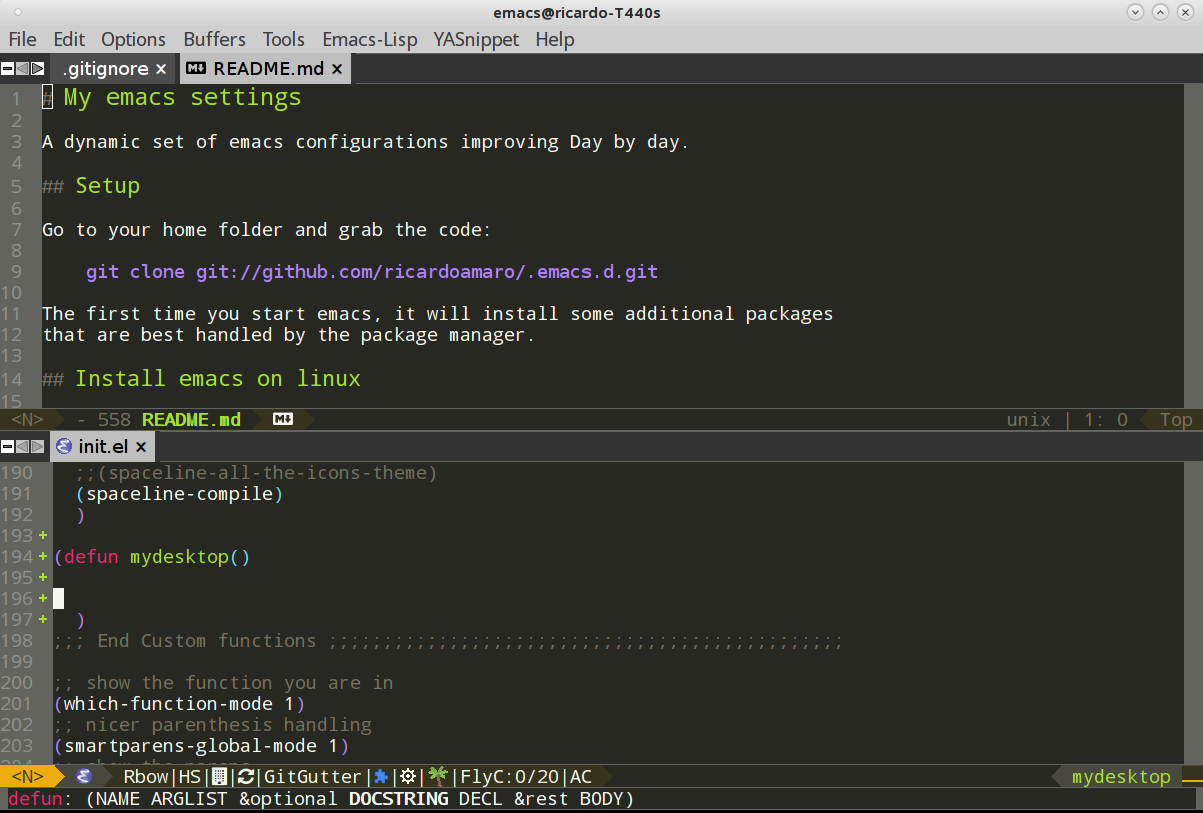 emacs@ricardo-T440s
File Edit Options Buffers Tools Emacs-Lisp YASnippet Help
.gitignore × README.md ×
1 # My emacs settings
2
3 A dynamic set of emacs configurations improving Day by day.
4
5 ## Setup
6
7 Go to your home folder and grab the code:
8
9 git clone git://github.com/ricardoamaro/.emacs.d.git
10
11 The first time you start emacs, it will install some additional packages
12 that are best handled by the package manager.
13
14 ## Install emacs on linux
15
<N> - 558 README.md unix | 1: 0 Top
init.el ×
190 ;;(spaceline-all-the-icons-theme)
191 (spaceline-compile)
192 )
193 +
194 + (defun mydesktop()
195 +
196 +
197 + )
198 ;;; End Custom functions ;;;;;;;;;;;;;;;;;;;;;;;;;;;;;;;;;;;;;;;;;;;;;;;
199
200 ;; show the function you are in
201 (which-function-mode 1)
202 ;; nicer parenthesis handling
203 (smartparens-global-mode 1)
<N> Rbow|HS| | |GitGutter| | | |FlyC:0/20|AC mydesktop
defun: (NAME ARGLIST &optional DOCSTRING DECL &rest BODY)